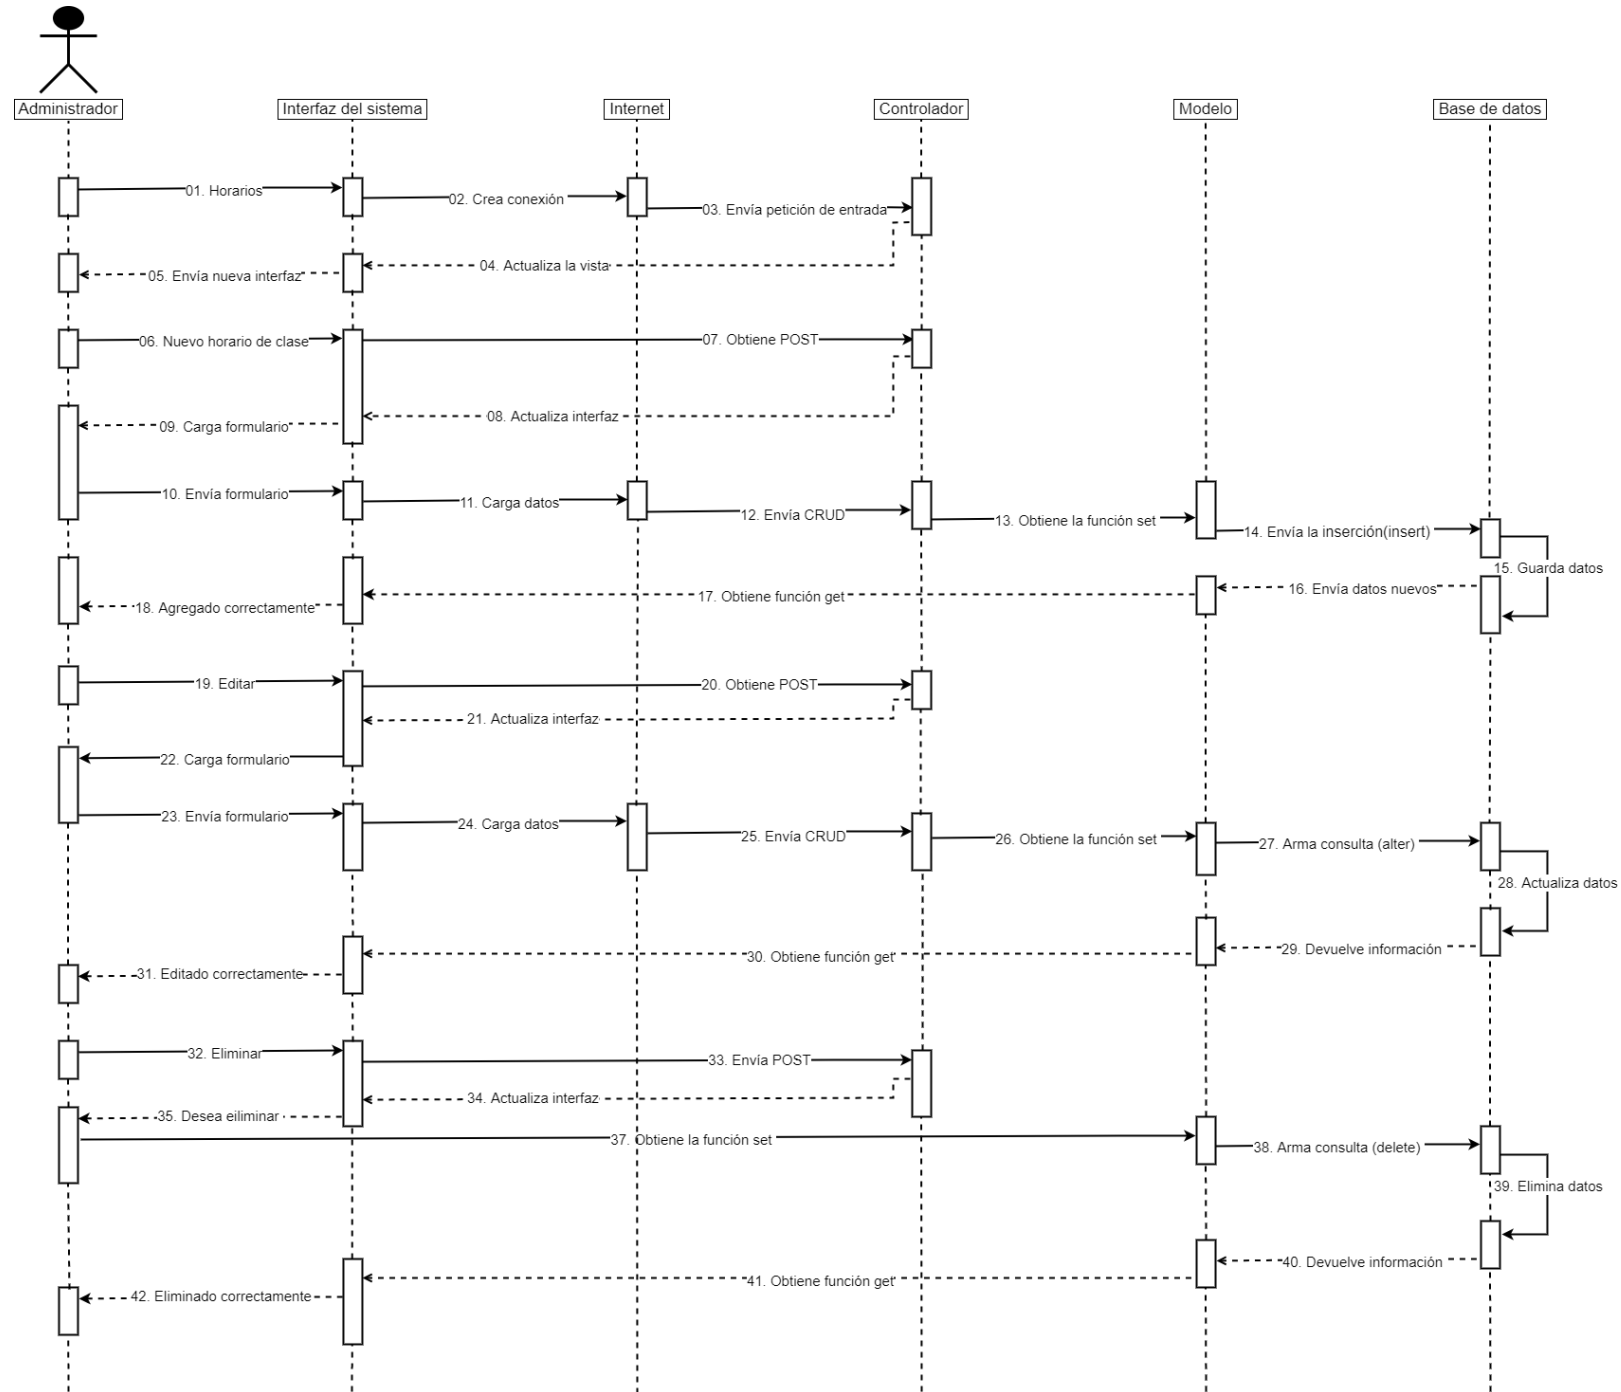 Administrador
Interfaz del sistema
Internet
Controlador
Modelo
Base de datos
01. Horarios
02. Crea conexión
03. Envía petición de entrada
04. Actualiza la vista
05. Envía nueva interfaz
06. Nuevo horario de clase
07. Obtiene POST
08. Actualiza interfaz
09. Carga formulario
10. Envía formulario
11. Carga datos
12. Envía CRUD
13. Obtiene la función set
14. Envía la inserción(insert)
15. Guarda datos
16. Envía datos nuevos
17. Obtiene función get
18. Agregado correctamente
19. Editar
20. Obtiene POST
21. Actualiza interfaz
22. Carga formulario
23. Envía formulario
24. Carga datos
25. Envía CRUD
26. Obtiene la función set
27. Arma consulta (alter)
28. Actualiza datos
29. Devuelve información
30. Obtiene función get
31. Editado correctamente
32. Eliminar
33. Envía POST
34. Actualiza interfaz
35. Desea eiliminar
37. Obtiene la función set
38. Arma consulta (delete)
39. Elimina datos
40. Devuelve información
41. Obtiene función get
42. Eliminado correctamente